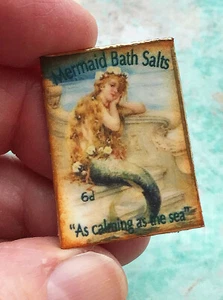 Mermaid Bath Salts
6d
"As calming as the sea"